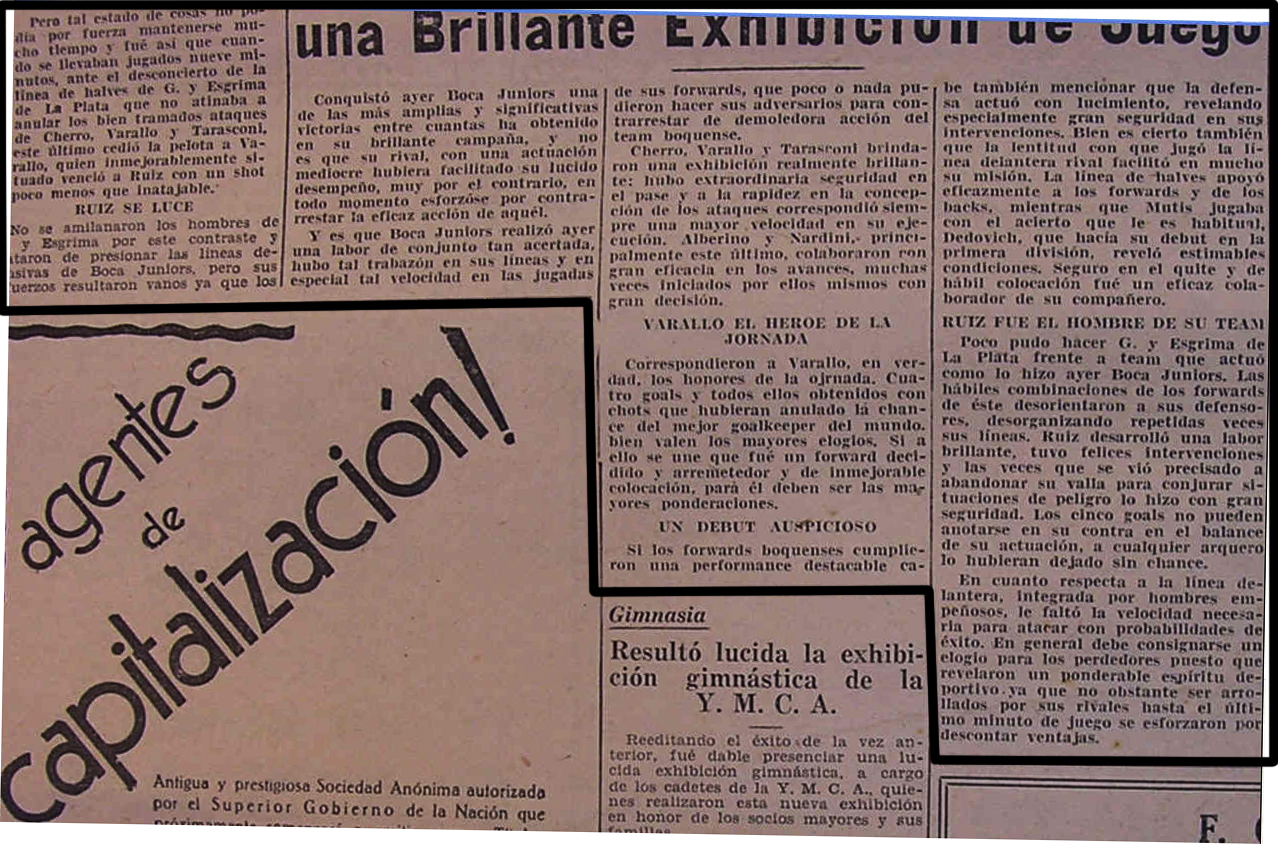 Pero tal estado de cosas no po-
día por fuerza mantenerse mu-
cho tiempo y fué así que cuan-
do se llevaban jugados nueve mi-
nutos, ante el desconcierto de la
línea de halves de G. y Esgrima
de La Plata que no atinaba a
anular los bien tramados ataques
de Cherro, Varallo y Tarasconi,
este último cedió la pelota a Va-
rallo, quien inmejorablemente si-
tuado venció a Ruiz con un shot
poco menos que inatajable.
RUIZ SE LUCE
No se amilanaron los hombres de
y Esgrima por este contraste y
taron de presionar las líneas de-
sivas de Boca Juniors, pero sus
uerzos resultaron vanos ya que los
una Brillante Exhibición de Juego
Conquistó ayer Boca Juniors una
de las más amplias y significativas
victorias entre cuantas ha obtenido
en su brillante campaña, y no
es que su rival, con una actuación
mediocre hubiera facilitado su lucido
desempeño, muy por el contrario, en
todo momento esforzóse por contra-
rrestar la eficaz acción de aquél.
Y es que Boca Juniors realizó ayer
una labor de conjunto tan acertada,
hubo tal trabazón en sus líneas y en
especial tal velocidad en las jugadas
de sus forwards, que poco o nada pu-
dieron hacer sus adversarios para con-
trarrestar de demoledora acción del
team boquense.
Cherro, Varallo y Tarasconi brinda-
ron una exhibición realmente brillan-
te: hubo extraordinaria seguridad en
el pase y a la rapidez en la concep-
ción de los ataques correspondió siem-
pre una mayor velocidad en su eje-
cución. Alberino y Nardini, princi-
palmente este último, colaboraron con
gran eficacia en los avances, muchas
veces iniciados por ellos mismos con
gran decisión.
VARALLO EL HEROE DE LA
JORNADA
Correspondieron a Varallo, en ver-
dad, los honores de la ojrnada. Cua-
tro goals y todos ellos obtenidos con
chots que hubieran anulado la chan-
ce del mejor goalkeeper del mundo,
bien valen los mayores elogios. Si a
ello se une que fué un forward deci-
dido y arremetedor y de inmejorable
colocación, para él deben ser las ma-
yores ponderaciones.
UN DEBUT AUSPICIOSO
Si los forwards boquenses cumplie-
ron una performance destacable ca-
be también mencionar que la defen-
sa actuó con lucimiento, revelando
especialmente gran seguridad en sus
intervenciones. Bien es cierto también
que la lentitud con que jugó la lí-
nea delantera rival facilitó en mucho
su misión. La línea de halves apoyó
eficazmente a los forwards y de los
backs, mientras que Mutis jugaba
con el acierto que le es habitual,
Dedovich, que hacía su debut en la
primera división, reveló estimables
condiciones. Seguro en el quite y de
hábil colocación fué un eficaz cola-
borador de su compañero.
RUIZ FUE EL HOMBRE DE SU TEAM
Poco pudo hacer G. y Esgrima de
La Plata frente a team que actuó
como lo hizo ayer Boca Juniors. Las
hábiles combinaciones de los forwards
de éste desorientaron a sus defenso-
res, desorganizando repetidas veces
sus líneas. Ruiz desarrolló una labor
brillante, tuvo felices intervenciones
y las veces que se vió precisado a
abandonar su valla para conjurar si-
tuaciones de peligro lo hizo con gran
seguridad. Los cinco goals no pueden
anotarse en su contra en el balance
de su actuación, a cualquier arquero
lo hubieran dejado sin chance.
En cuanto respecta a la línea de-
lantera, integrada por hombres em-
peñosos, le faltó la velocidad necesa-
ria para atacar con probabilidades de
éxito. En general debe consignarse un
elogio para los perdedores puesto que
revelaron un ponderable espíritu de-
portivo ya que no obstante ser arro-
llados por sus rivales hasta el últi-
mo minuto de juego se esforzaron por
descontar ventajas.
agentes
de
capitalización!
Antigua y prestigiosa Sociedad Anónima autorizada
por el Superior Gobierno de la Nación que
Gimnasia
Resultó lucida la exhibi-
ción gimnástica de la
Y. M. C. A.
Reeditando el éxito de la vez an-
terior, fué dable presenciar una lu-
cida exhibición gimnástica, a cargo
de los cadetes de la Y. M. C. A., quie-
nes realizaron esta nueva exhibición
en honor de los socios mayores y sus
familias.
F.